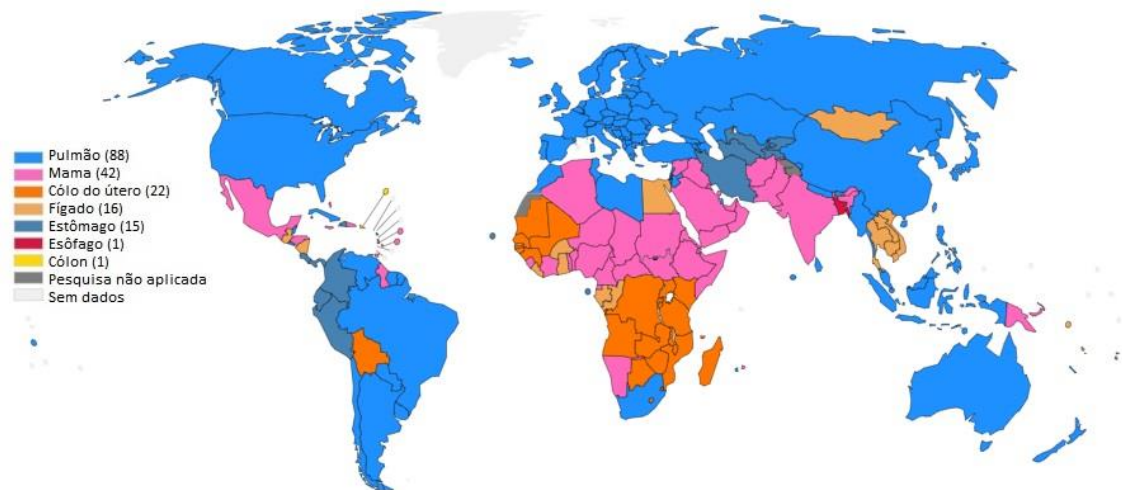 Pulmão (88)
Mama (42)
Cólo do útero (22)
Fígado (16)
Estômago (15)
Esôfago (1)
Cólon (1)
Pesquisa não aplicada
Sem dados